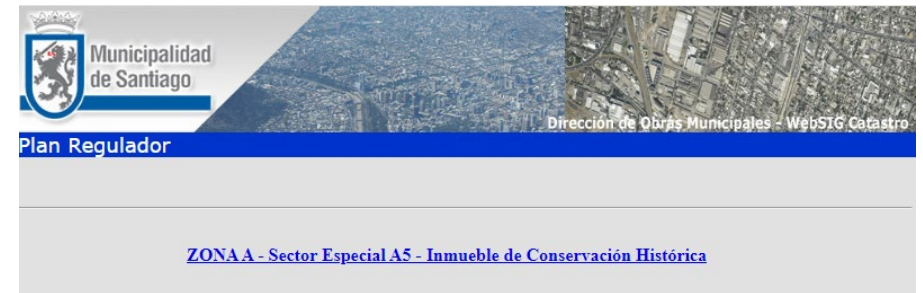 Municipalidad
de Santiago
Dirección de Obras Municipales - WebSIG Catastro
Plan Regulador
ZONA A - Sector Especial A5 - Inmueble de Conservación Histórica